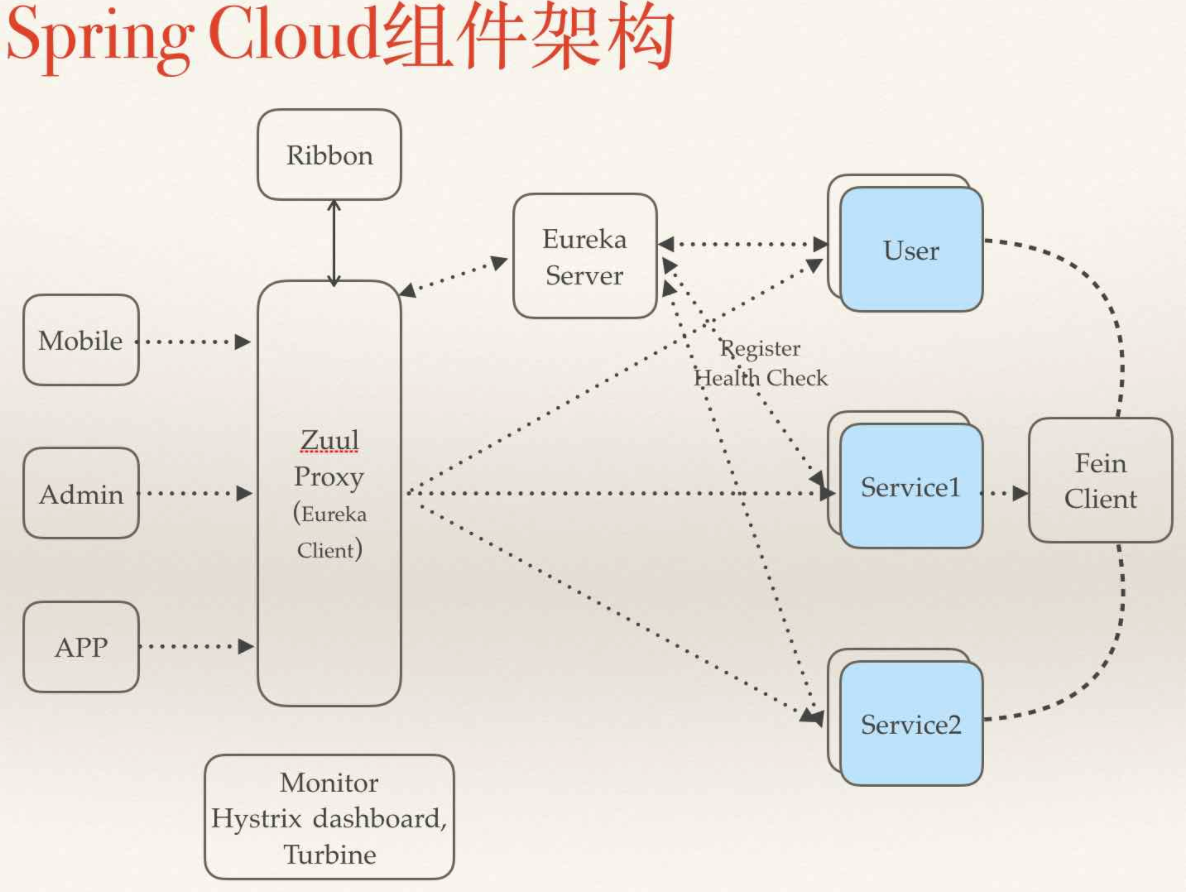 Spring Cloud组件架构
Ribbon
Eureka
Server
User
Mobile
Register
Health Check
Zuul
Proxy
(Eureka
Client)
Admin
Service1
Fein
Client
APP
Service2
Monitor
Hystrix dashboard,
Turbine